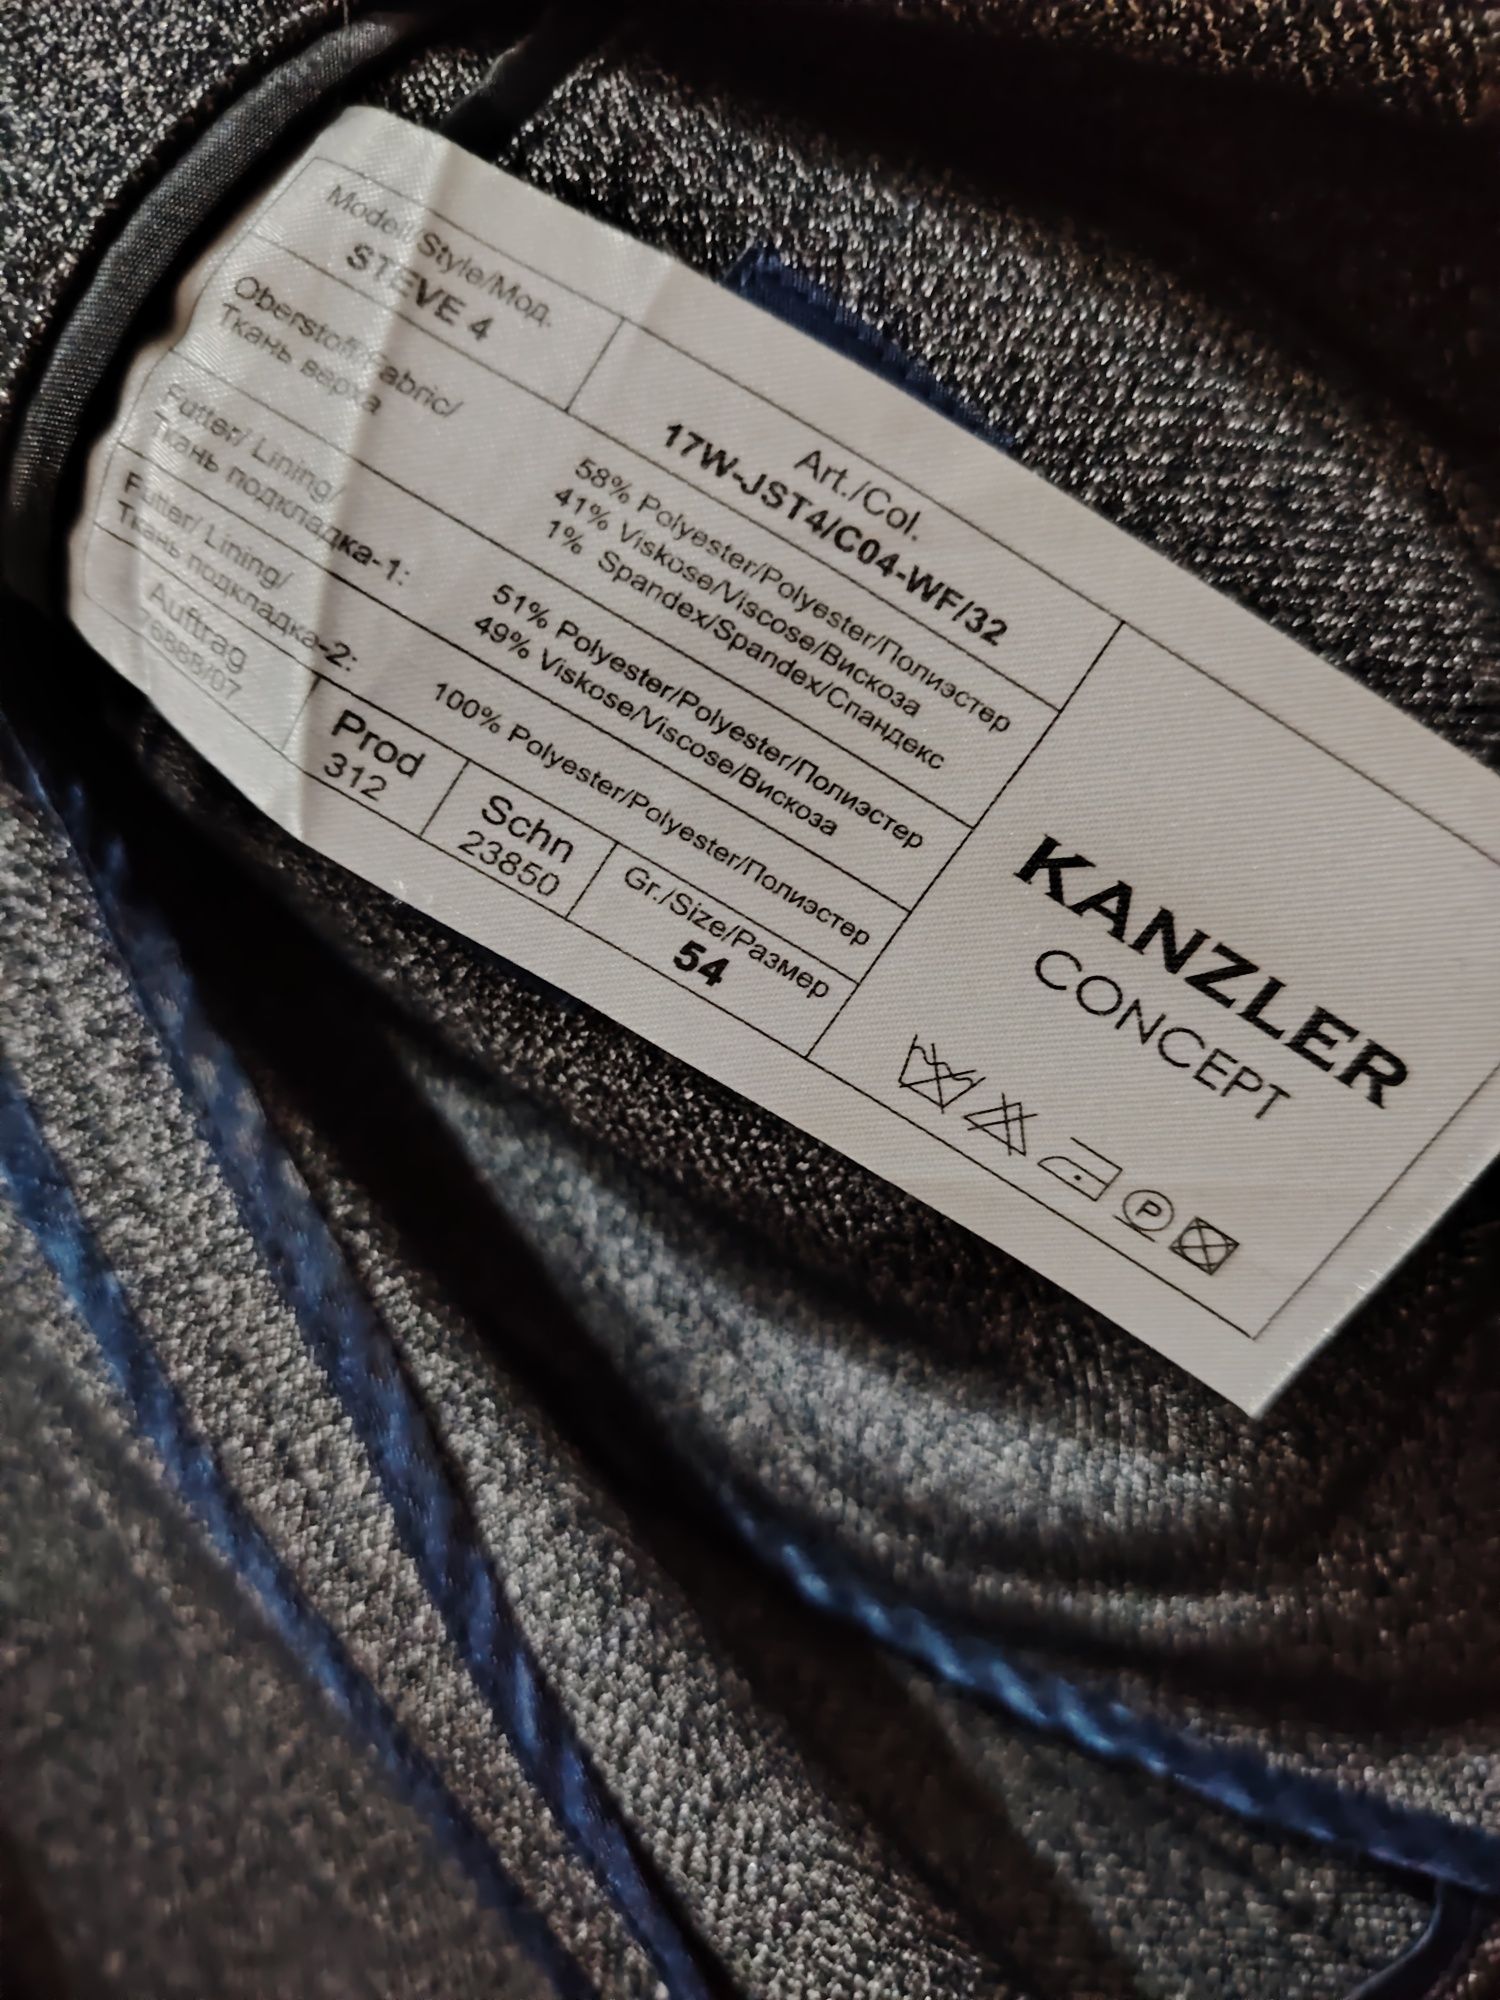 Model/Style/Мод.
STEVE 4
Art./Col.
17W-JST4/C04-WF/32
Oberstoff/Fabric/
Ткань верха
58% Polyester/Polyester/Полиэстер
41% Viskose/Viscose/Вискоза
1% Spandex/Spandex/Спандекс
Futter/ Lining/
Ткань подкладка-1:
51% Polyester/Polyester/Полиэстер
49% Viskose/Viscose/Вискоза
Futter/ Lining/
Ткань подкладка-2:
100% Polyester/Polyester/Полиэстер
Auftrag
Prod
312
Schn
23850
Gr./Size/Размер
54
KANZLER
CONCEPT
P